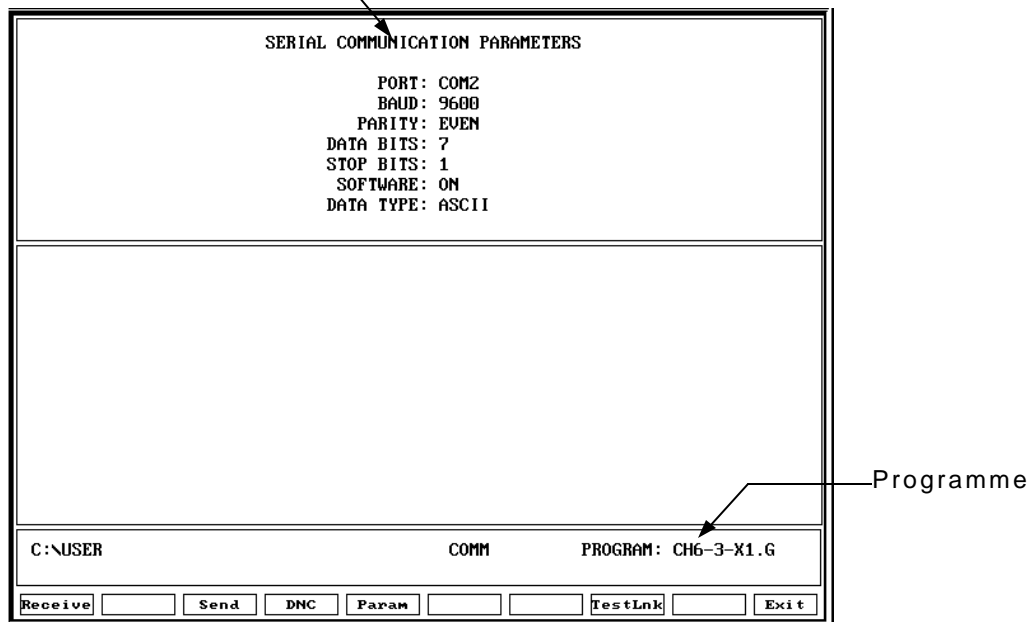 SERIAL COMMUNICATION PARAMETERS
PORT: COM2
BAUD: 9600
PARITY: EVEN
DATA BITS: 7
STOP BITS: 1
SOFTWARE: ON
DATA TYPE: ASCII
Programme
C:\USER COMM PROGRAM: CH6-3-X1.G
Receive Send DNC Param TestLnk Exit